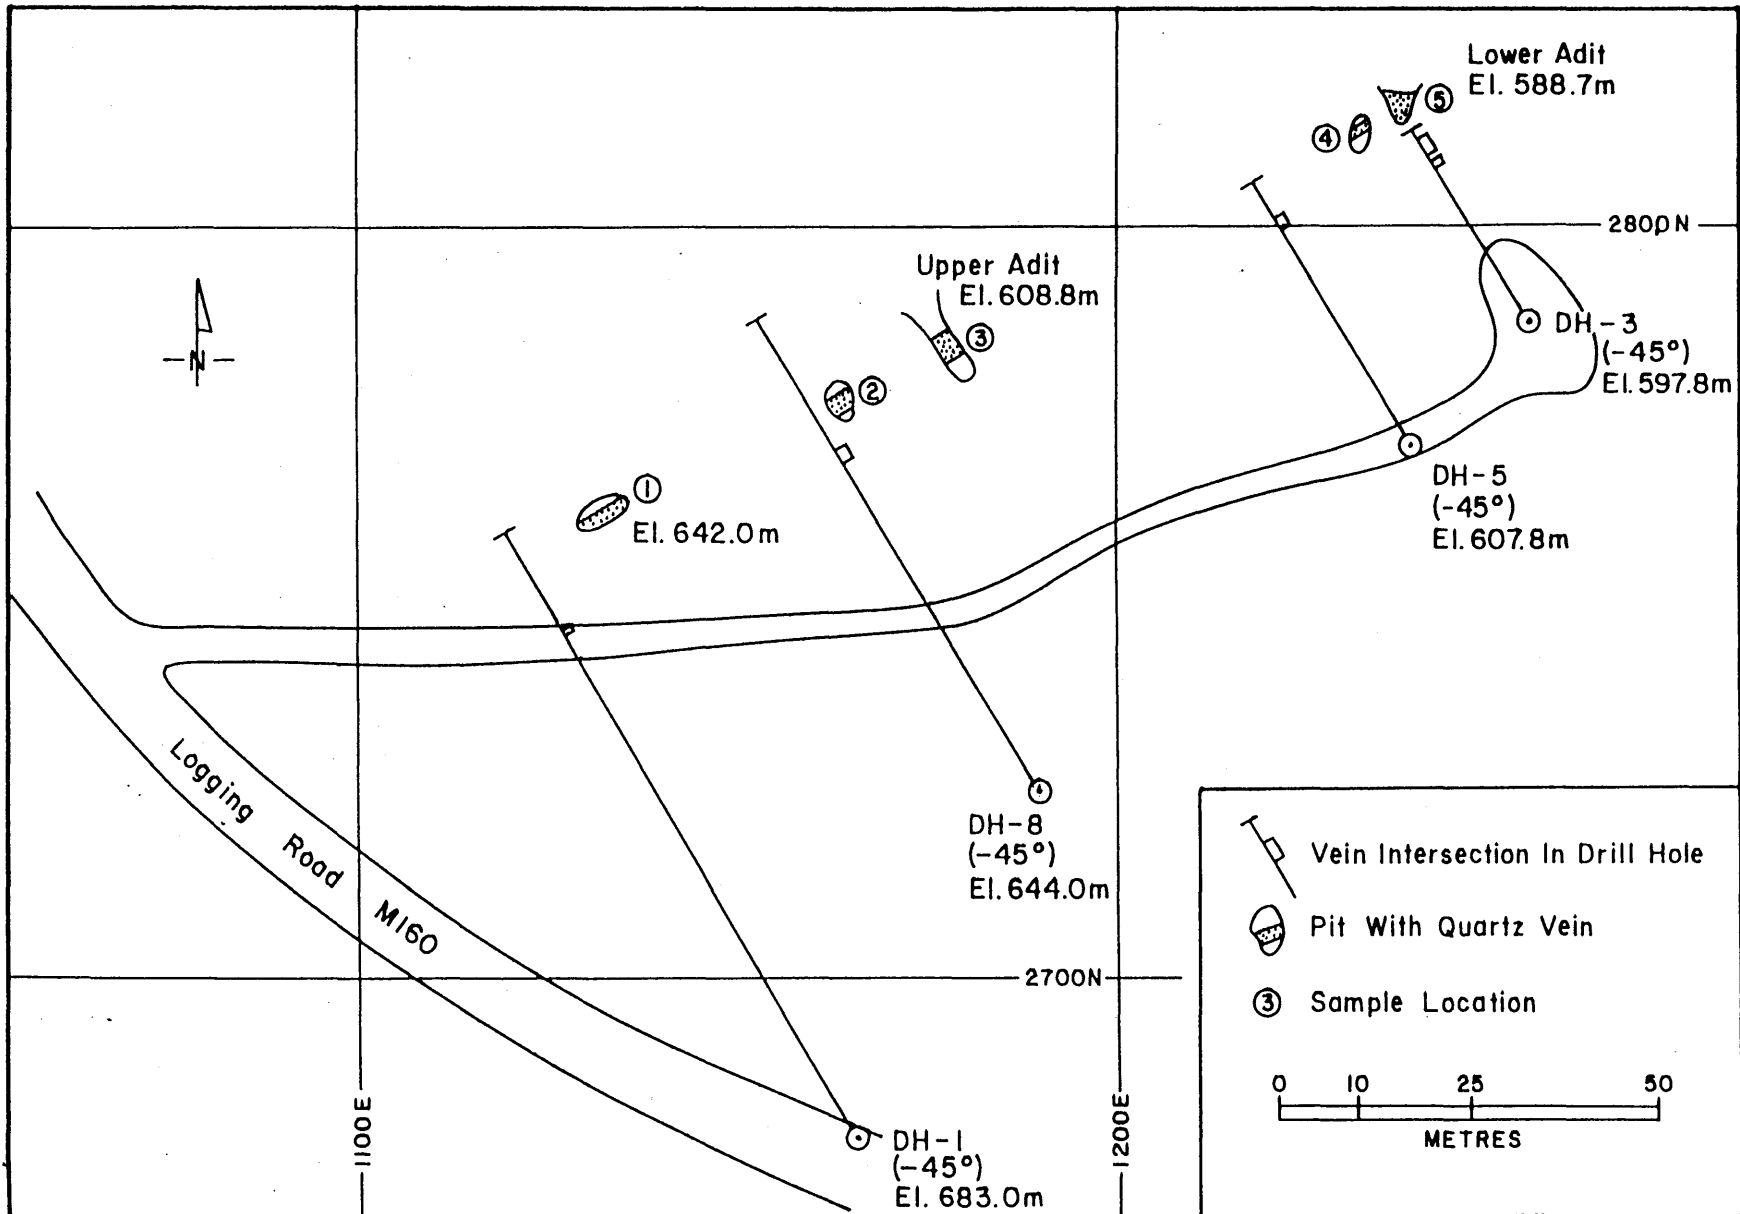 Lower Adit
El. 588.7m
⑤
④
2800N
Upper Adit
El. 608.8m
③
N
DH-3
(-45°)
El. 597.8m
②
DH-5
(-45°)
El. 607.8m
①
El. 642.0m
Logging Road M160
DH-8
(-45°)
El. 644.0m
2700N
DH-1
(-45°)
El. 683.0m
1100E
1200E
Vein Intersection In Drill Hole
Pit With Quartz Vein
③ Sample Location
0 10 25 50
METRES